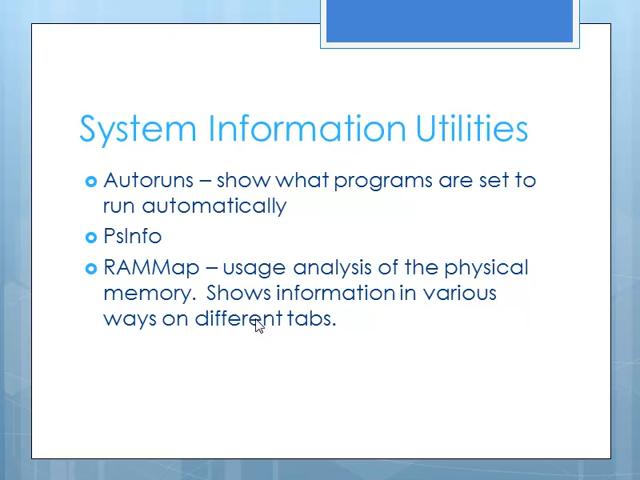 System Information Utilities
Autoruns – show what programs are set to
run automatically
PsInfo
RAMMap – usage analysis of the physical
memory.  Shows information in various
ways on different tabs.